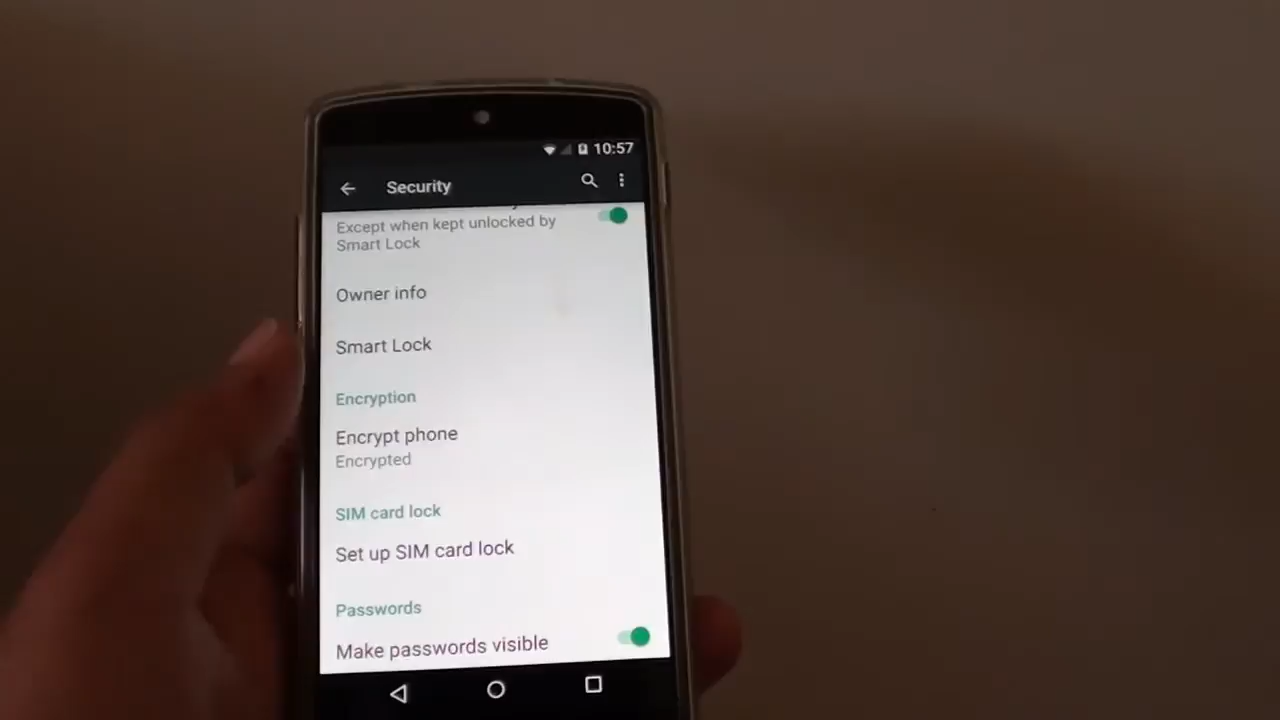 10:57
Security
Except when kept unlocked by
Smart Lock
Owner info
Smart Lock
Encryption
Encrypt phone
Encrypted
SIM card lock
Set up SIM card lock
Passwords
Make passwords visible